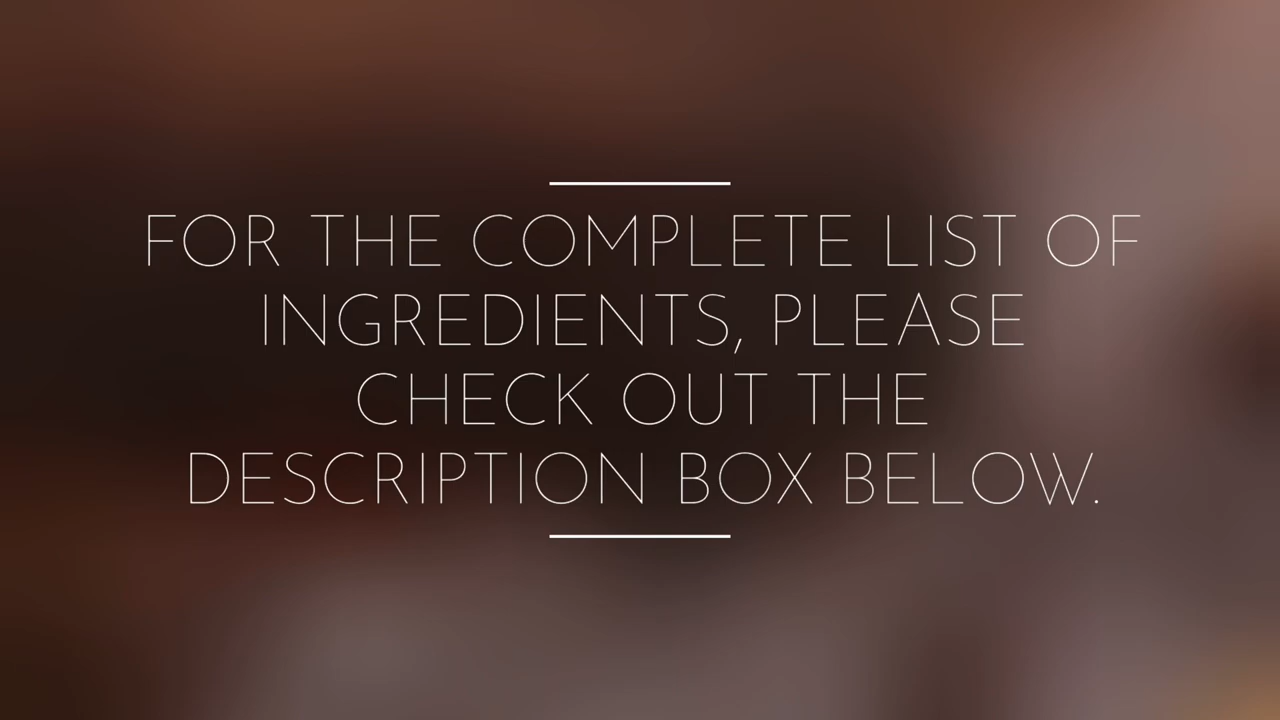 FOR THE COMPLETE LIST OF
INGREDIENTS, PLEASE
CHECK OUT THE
DESCRIPTION BOX BELOW.